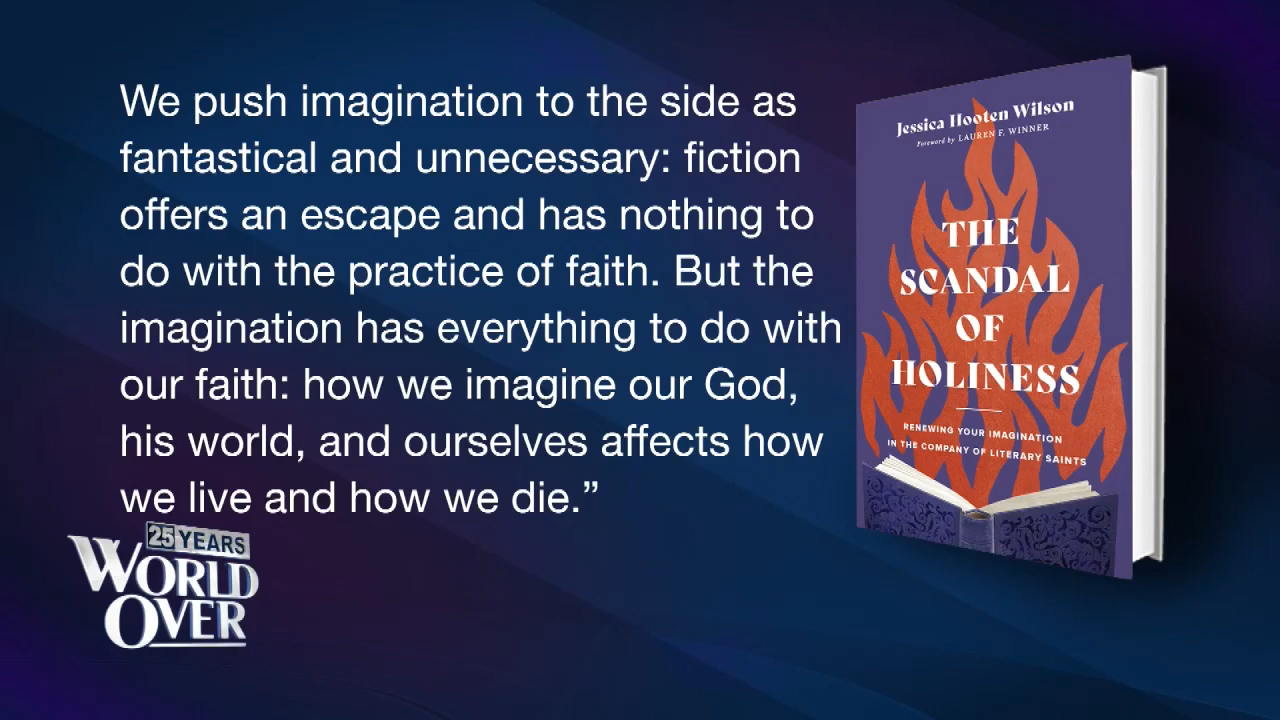 We push imagination to the side as
fantastical and unnecessary: fiction
offers an escape and has nothing to
do with the practice of faith. But the
imagination has everything to do with
our faith: how we imagine our God,
his world, and ourselves affects how
we live and how we die.”
25 YEARS
WORLD
OVER
Jessica Hooten Wilson
Foreword by LAUREN F. WINNER
THE
SCANDAL
OF
HOLINESS
RENEWING YOUR IMAGINATION
IN THE COMPANY OF LITERARY SAINTS